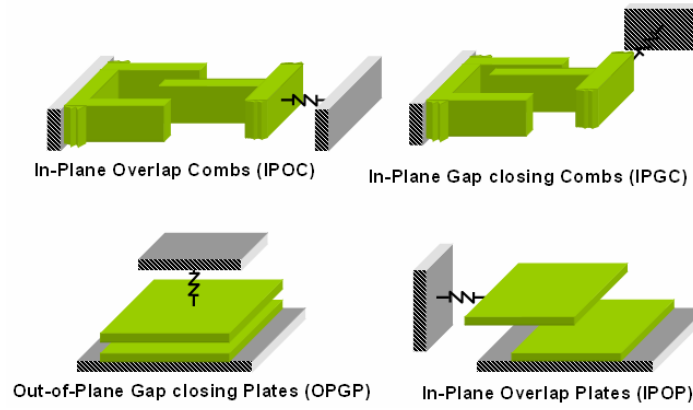 In-Plane Overlap Combs (IPOC)
In-Plane Gap closing Combs (IPGC)
Out-of-Plane Gap closing Plates (OPGP)
In-Plane Overlap Plates (IPOP)